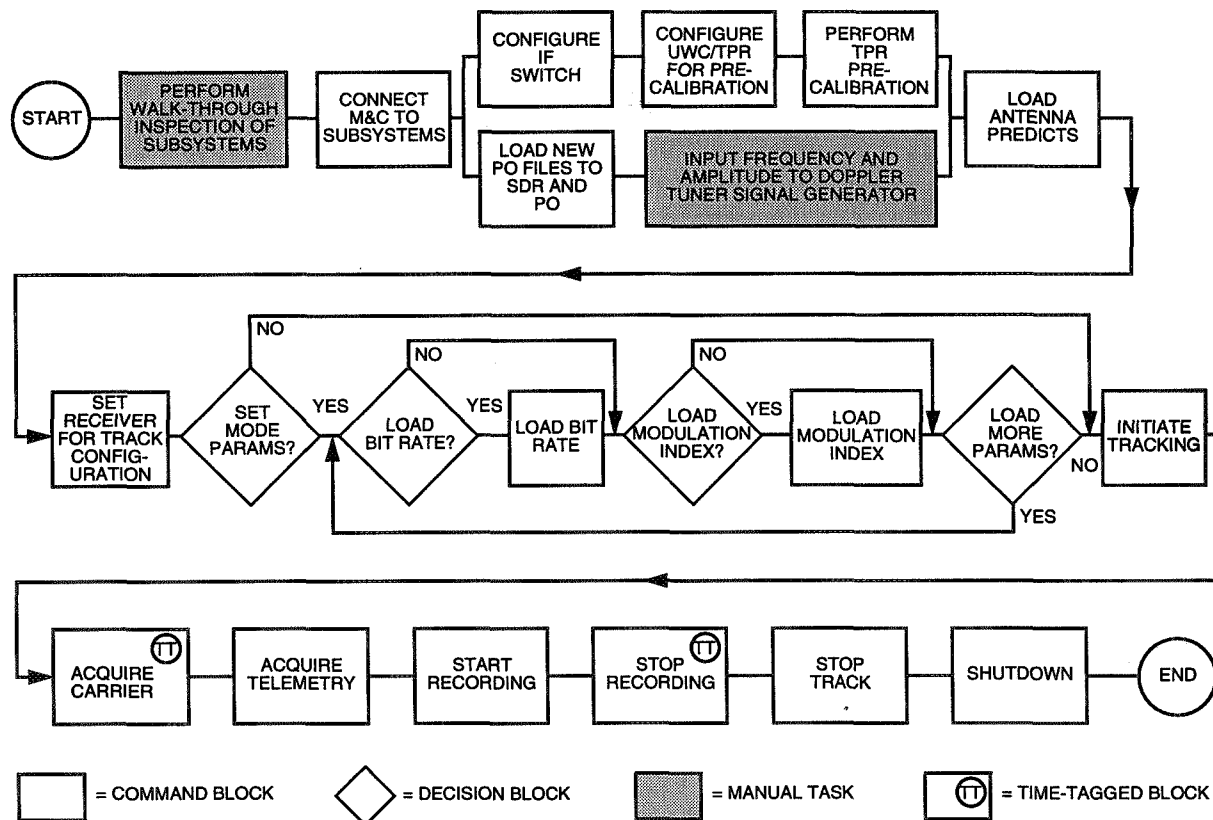 START
PERFORM
WALK-THROUGH
INSPECTION OF
SUBSYSTEMS
CONNECT
M&C TO
SUBSYSTEMS
CONFIGURE
IF
SWITCH
CONFIGURE
UWC/TPR
FOR PRE-
CALIBRATION
PERFORM
TPR
PRE-
CALIBRATION
LOAD NEW
PO FILES TO
SDR AND
PO
INPUT FREQUENCY AND
AMPLITUDE TO DOPPLER
TUNER SIGNAL GENERATOR
LOAD
ANTENNA
PREDICTS
SET
RECEIVER
FOR TRACK
CONFIG-
URATION
SET
MODE
PARAMS?
NO
YES
LOAD
BIT RATE?
NO
YES
LOAD BIT
RATE
LOAD
MODULATION
INDEX?
NO
YES
LOAD
MODULATION
INDEX
LOAD
MORE
PARAMS?
NO
YES
INITIATE
TRACKING
TT
ACQUIRE
CARRIER
ACQUIRE
TELEMETRY
START
RECORDING
TT
STOP
RECORDING
STOP
TRACK
SHUTDOWN
END
= COMMAND BLOCK
= DECISION BLOCK
= MANUAL TASK
TT
= TIME-TAGGED BLOCK